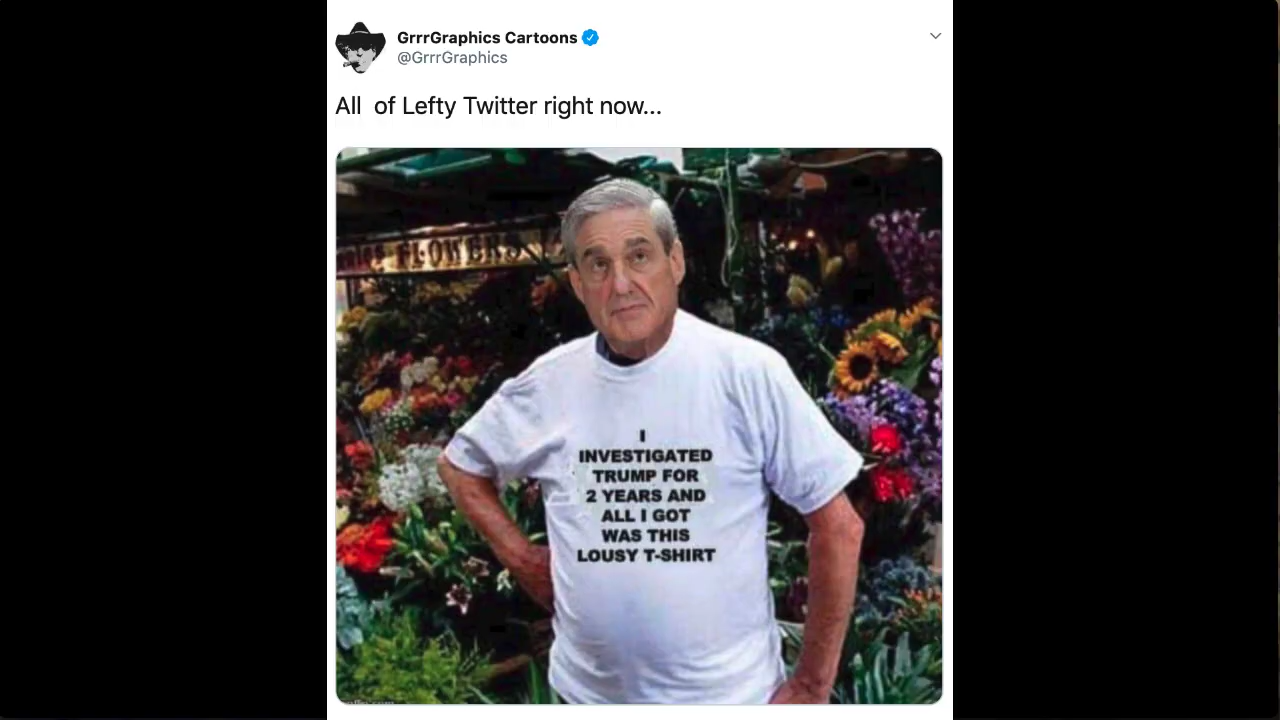 GrrrGraphics Cartoons
@GrrrGraphics
All of Lefty Twitter right now...
FLOWERS
I
INVESTIGATED
TRUMP FOR
2 YEARS AND
ALL I GOT
WAS THIS
LOUSY T-SHIRT